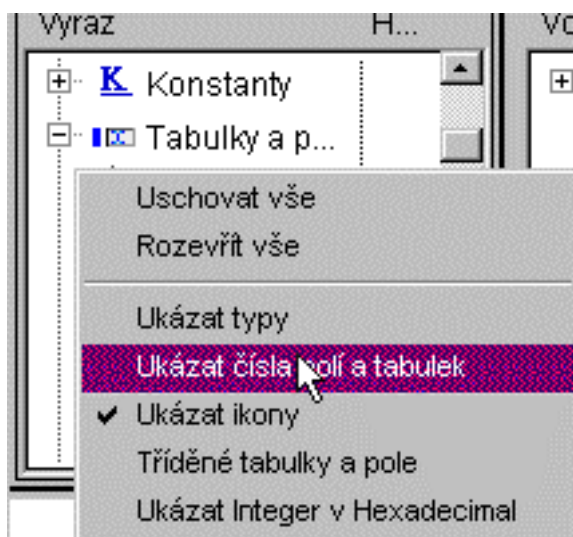 Výraz H... Vo
K Konstanty
Tabulky a p...
Uschovat vše
Rozevřít vše
Ukázat typy
Ukázat čísla polí a tabulek
Ukázat ikony
Tříděné tabulky a pole
Ukázat Integer v Hexadecimal